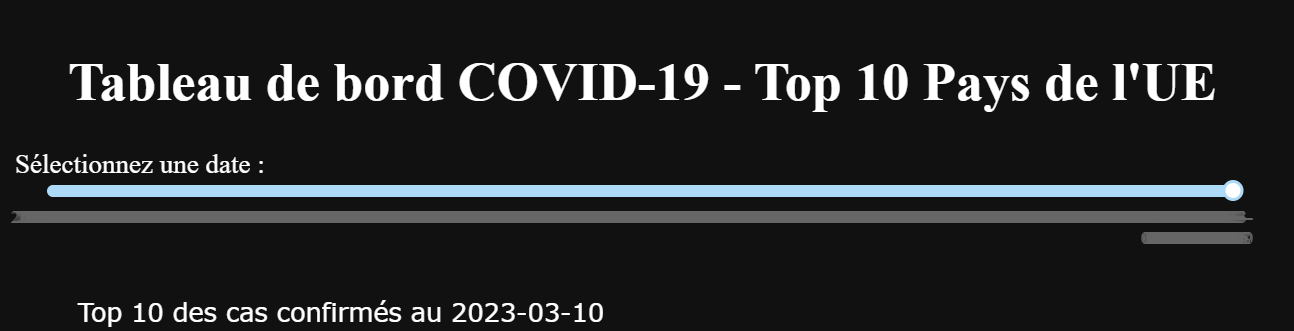 Tableau de bord COVID-19 - Top 10 Pays de l'UE
Sélectionnez une date :
Top 10 des cas confirmés au 2023-03-10